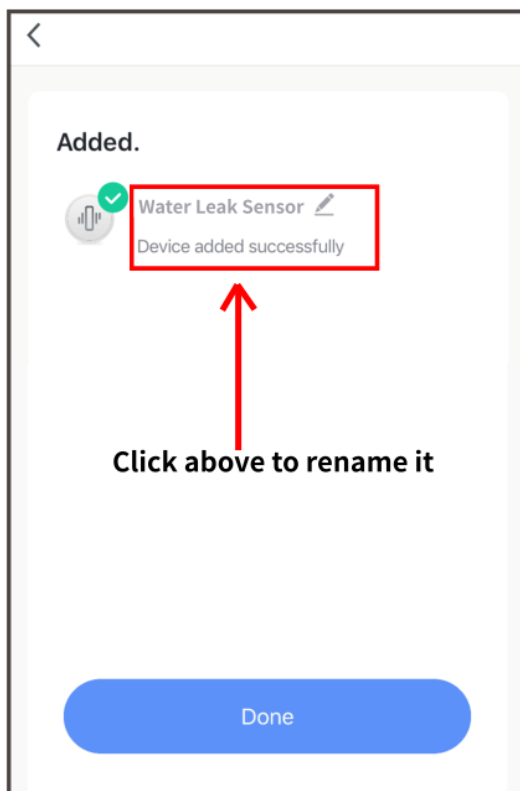 Added.
Water Leak Sensor
Device added successfully
Click above to rename it
Done